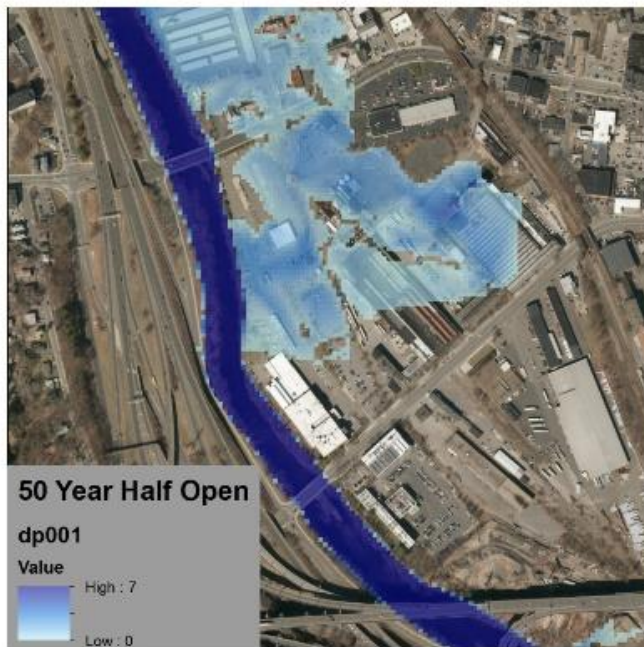 50 Year Half Open
dp001
Value
High : 7
Low : 0